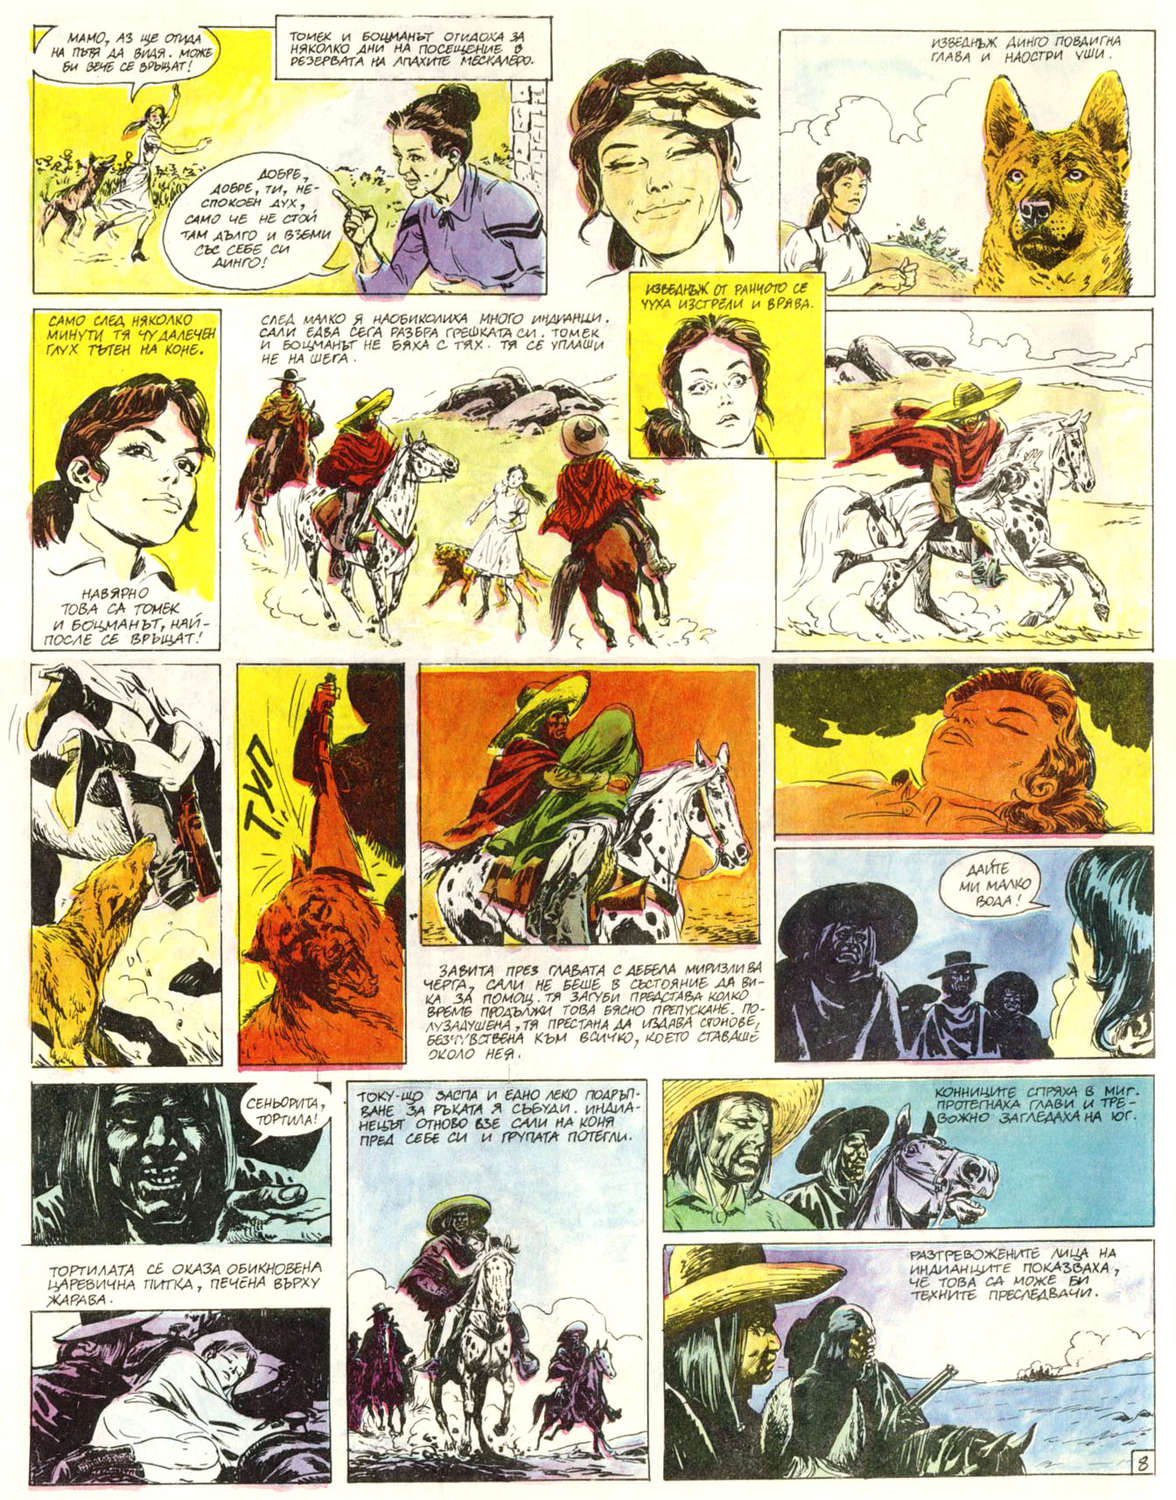 МАМО, АЗ ЩЕ ОТИДА
НА ПЪТЯ ДА ВИДЯ. МОЖЕ
БИ ВЕЧЕ СЕ ВРЪЩАТ!
ТОМЕК И БОЦМАНЪТ ОТИДОХА ЗА
НЯКОЛКО ДНИ НА ПОСЕЩЕНИЕ В
РЕЗЕРВАТА НА АПАХИТЕ МЕСКАЛЕРО.
ДОБРЕ,
ДОБРЕ, ТИ, НЕ-
СПОКОЕН ДУХ,
САМО ЧЕ НЕ СТОЙ
ТАМ ДЪЛГО И ВЗЕМИ
СЪС СЕБЕ СИ
ДИНГО!
ИЗВЕДНЪЖ ДИНГО ПОВДИГНА
ГЛАВА И НАОСТРИ УШИ.
САМО СЛЕД НЯКОЛКО
МИНУТИ ТЯ ЧУ ДАЛЕЧЕН
ГЛУХ ТЪТЕН НА КОНЕ.
НАВЯРНО
ТОВА СА ТОМЕК
И БОЦМАНЪТ, НАЙ-
ПОСЛЕ СЕ ВРЪЩАТ!
СЛЕД МАЛКО Я НАОБИКОЛИХА МНОГО ИНДИАНЦИ.
САЛИ ЕДВА СЕГА РАЗБРА ГРЕШКАТА СИ. ТОМЕК
И БОЦМАНЪТ НЕ БЯХА С ТЯХ. ТЯ СЕ УПЛАШИ
НЕ НА ШЕГА.
ИЗВЕДНЪЖ ОТ РАНЧОТО СЕ
ЧУХА ИЗСТРЕЛИ И ВРЯВА.
ТУП
ЗАВИТА ПРЕЗ ГЛАВАТА С ДЕБЕЛА МИРИЗЛИВА
ЧЕРГА, САЛИ НЕ БЕШЕ В СЪСТОЯНИЕ ДА ВИ-
КА ЗА ПОМОЩ. ТЯ ЗАГУБИ ПРЕДСТАВА КОЛКО
ВРЕМЕ ПРОДЪЛЖИ ТОВА БЯСНО ПРЕПУСКАНЕ. ПО-
ЛУЗАДУШЕНА, ТЯ ПРЕСТАНА ДА ИЗДАВА СТОНОВЕ,
БЕЗЧУВСТВЕНА КЪМ ВСИЧКО, КОЕТО СТАВАШЕ
ОКОЛО НЕЯ.
ДАЙТЕ
МИ МАЛКО
ВОДА!
СЕНЬОРИТА,
ТОРТИЛА!
ТОРТИЛАТА СЕ ОКАЗА ОБИКНОВЕНА
ЦАРЕВИЧНА ПИТКА, ПЕЧЕНА ВЪРХУ
ЖАРАВА.
ТОКУ-ЩО ЗАСПА И ЕДНО ЛЕКО ПОДРЪП-
ВАНЕ ЗА РЪКАТА Я СЪБУДИ. ИНДИА-
НЕЦЪТ ОТНОВО ВЗЕ САЛИ НА КОНЯ
ПРЕД СЕБЕ СИ И ГРУПАТА ПОТЕГЛИ.
КОННИЦИТЕ СПРЯХА В МИГ.
ПРОТЕГНАХА ГЛАВИ И ТРЕ-
ВОЖНО ЗАГЛЕДАХА НА ЮГ.
РАЗТРЕВОЖЕНИТЕ ЛИЦА НА
ИНДИАНЦИТЕ ПОКАЗВАХА,
ЧЕ ТОВА СА МОЖЕ БИ
ТЕХНИТЕ ПРЕСЛЕДВАЧИ.
8